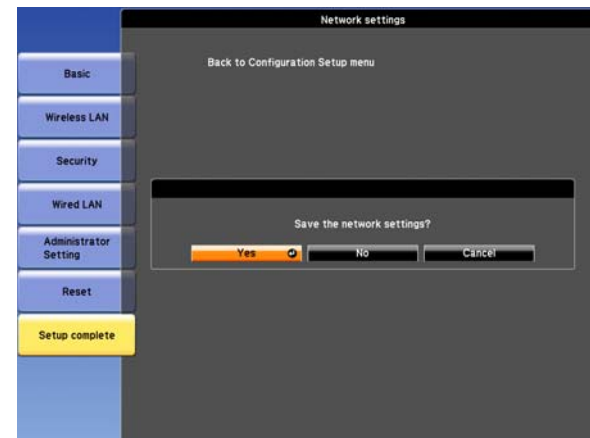 Network settings
Back to Configuration Setup menu
Basic
Wireless LAN
Security
Wired LAN
Administrator
Setting
Reset
Setup complete
Save the network settings?
Yes No Cancel